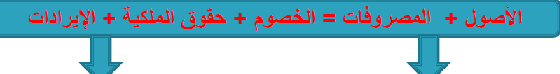 الأصول + المصروفات = الخصوم + حقوق الملكية + الإيرادات